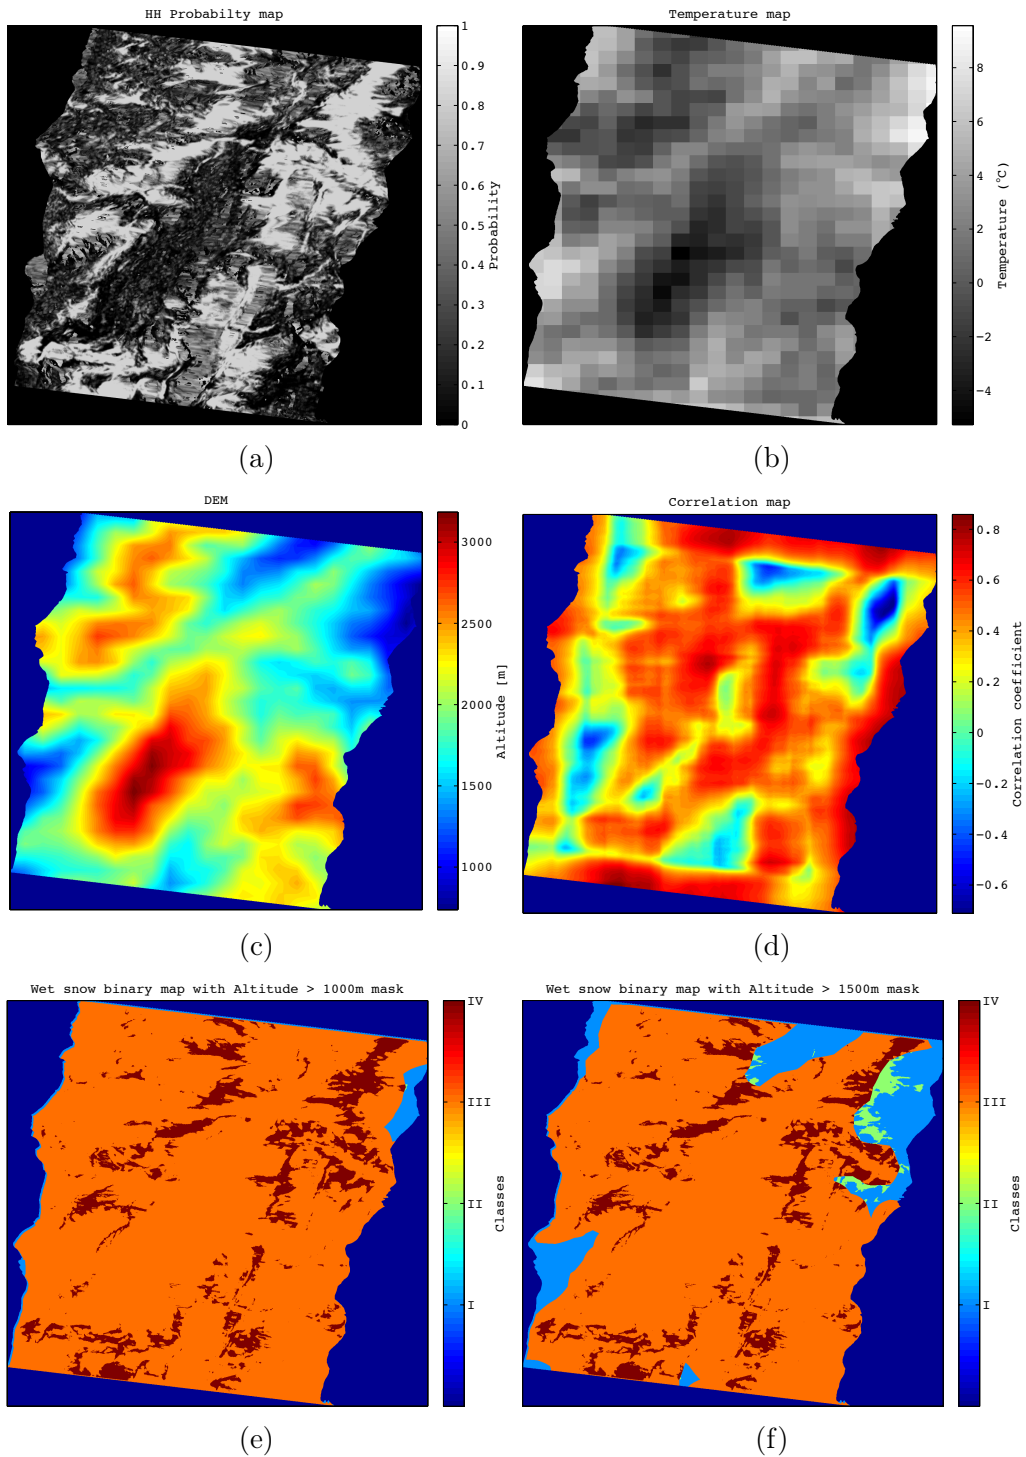 HH Probabilty map
1
0.9
0.8
0.7
0.6
0.5
0.4
0.3
0.2
0.1
0
Probability
(a)
Temperature map
8
6
4
2
0
−2
−4
Temperature (°C)
(b)
DEM
3000
2500
2000
1500
1000
Altitude [m]
(c)
Correlation map
0.8
0.6
0.4
0.2
0
−0.2
−0.4
−0.6
Correlation coefficient
(d)
Wet snow binary map with Altitude > 1000m mask
IV
III
II
I
Classes
(e)
Wet snow binary map with Altitude > 1500m mask
IV
III
II
I
Classes
(f)